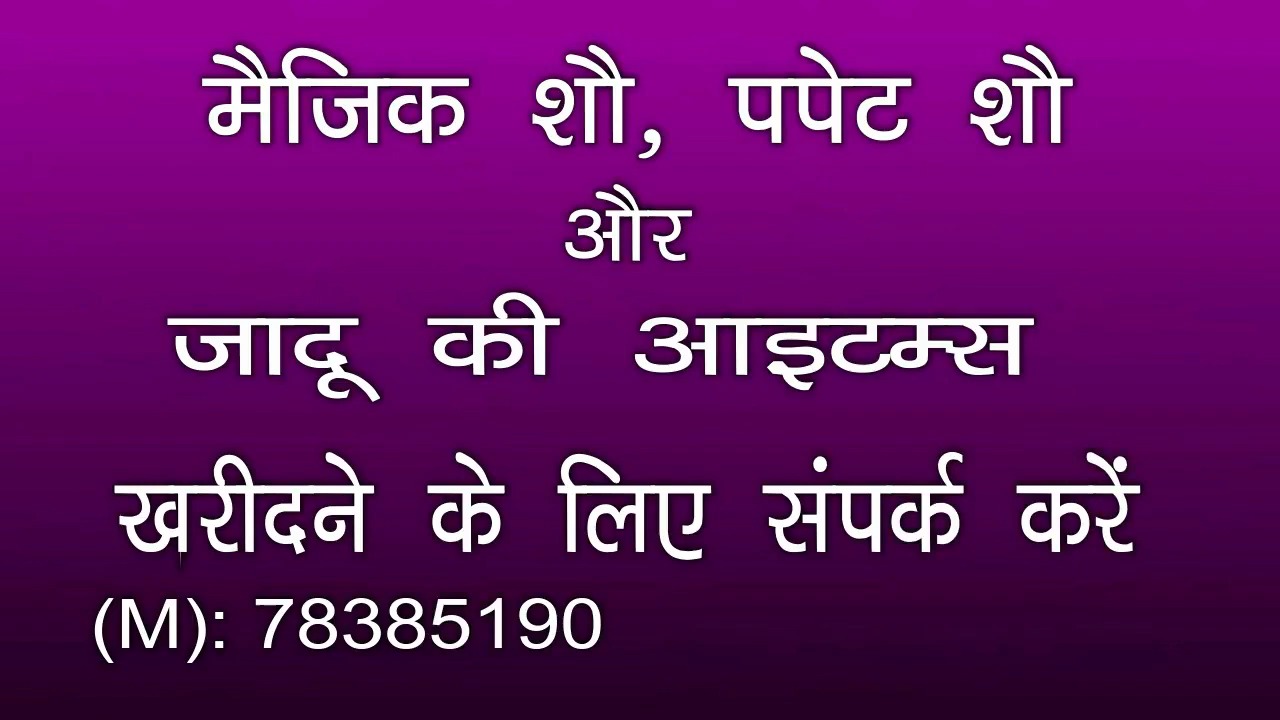 मैजिक शौ, पपेट शौ
और
जादू की आइटम्स
खरीदने के लिए संपर्क करें
(M): 78385190